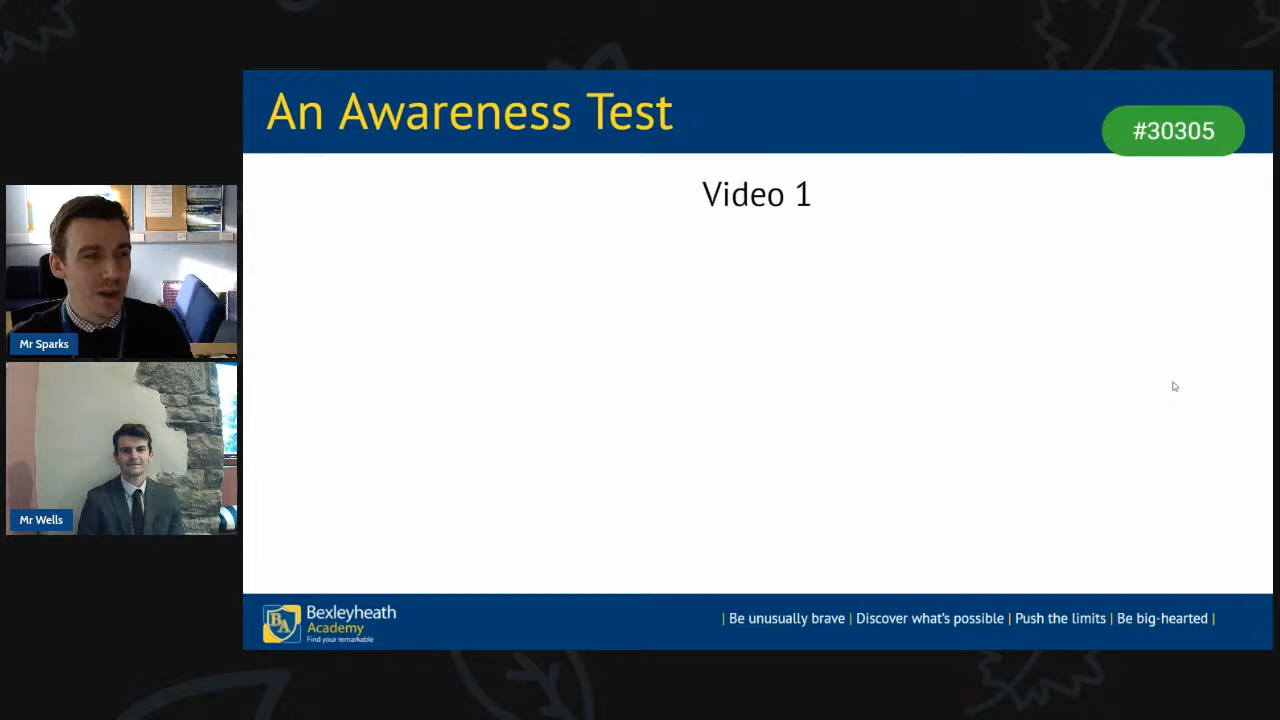 An Awareness Test
#30305
Video 1
Mr Sparks
Mr Wells
BA
Bexleyheath
Academy
Find your remarkable
| Be unusually brave | Discover what's possible | Push the limits | Be big-hearted |